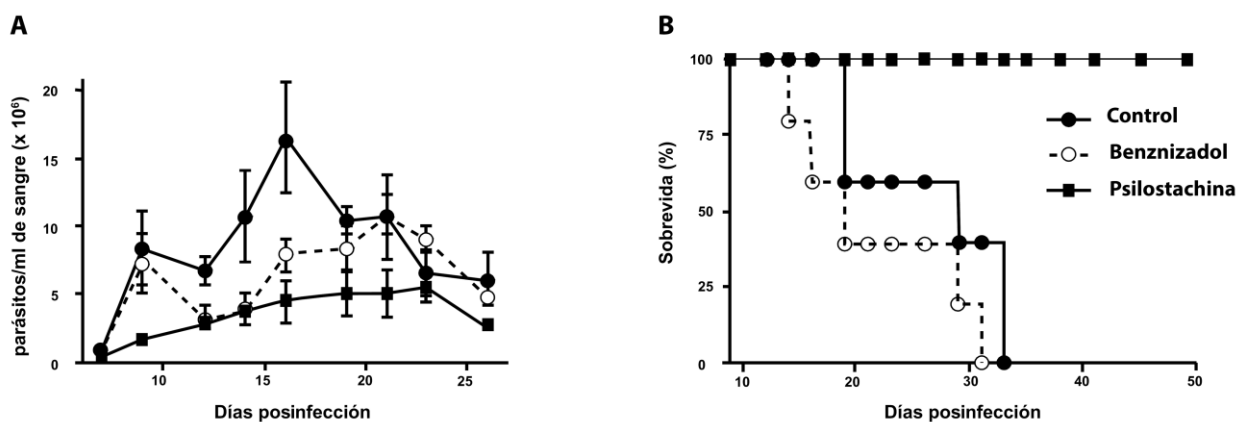 A
parásitos/ml de sangre (x 10⁶)
20
15
10
5
0
10
15
20
25
Días posinfección
B
Sobrevida (%)
100
75
50
25
0
10
20
30
40
50
Días posinfección
Control
Benznizadol
Psilostachina